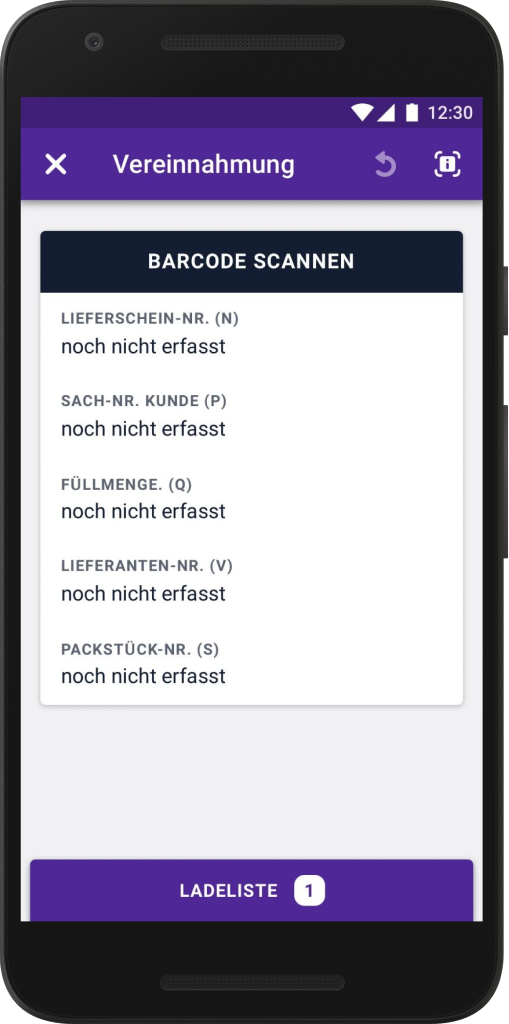 12:30
Vereinnahmung
BARCODE SCANNEN
LIEFERSCHEIN-NR. (N)
noch nicht erfasst
SACH-NR. KUNDE (P)
noch nicht erfasst
FÜLLMENGE. (Q)
noch nicht erfasst
LIEFERANTEN-NR. (V)
noch nicht erfasst
PACKSTÜCK-NR. (S)
noch nicht erfasst
LADELISTE 1